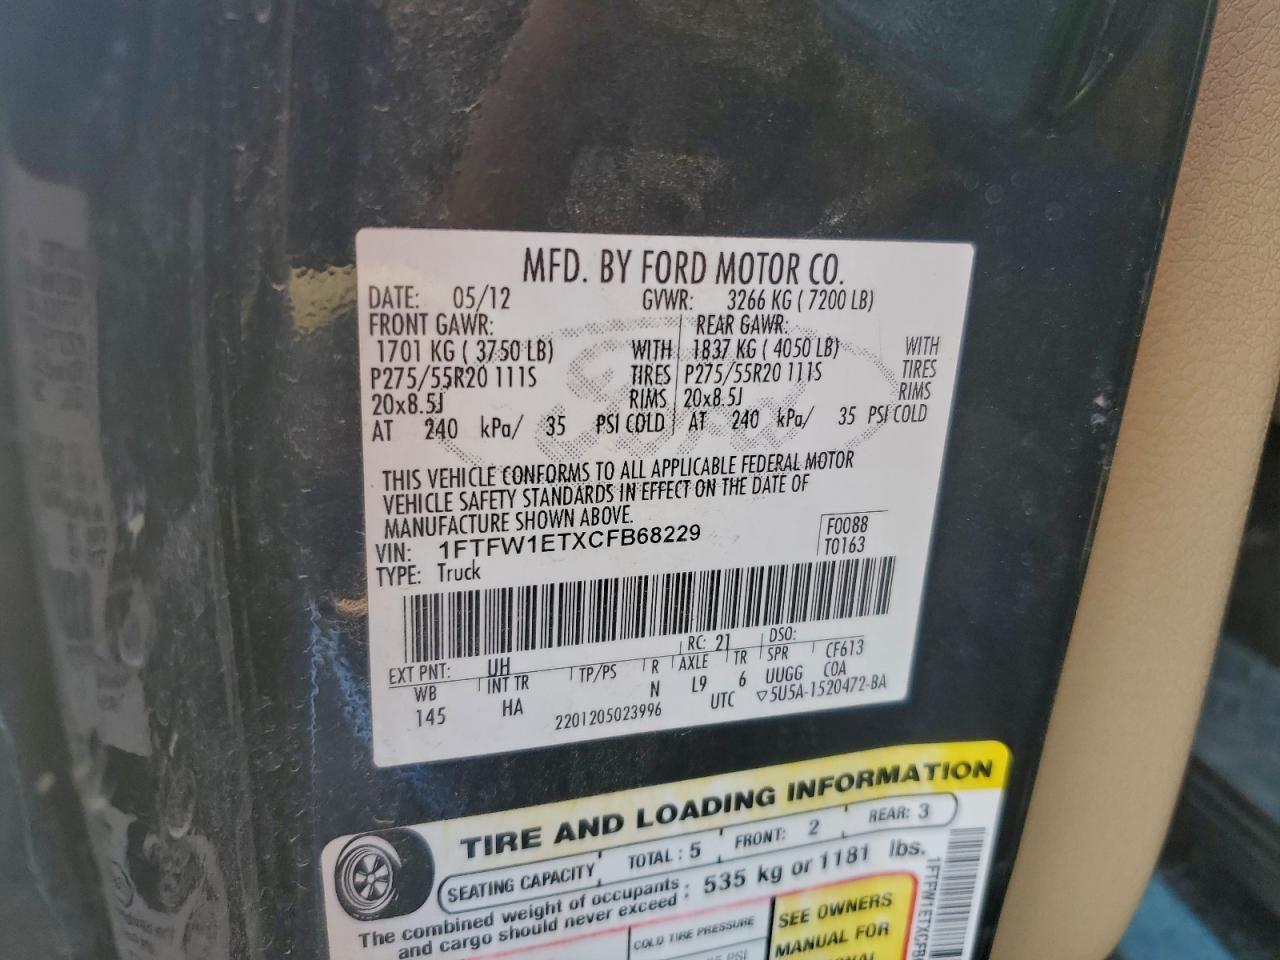 MFD. BY FORD MOTOR CO.
DATE: 05/12 GVWR: 3266 KG ( 7200 LB)
FRONT GAWR: REAR GAWR:
1701 KG ( 3750 LB) WITH 1837 KG ( 4050 LB) WITH
P275/55R20 111S TIRES P275/55R20 111S TIRES
20x8.5J RIMS 20x8.5J RIMS
AT 240 kPa/ 35 PSI COLD AT 240 kPa/ 35 PSI COLD
THIS VEHICLE CONFORMS TO ALL APPLICABLE FEDERAL MOTOR
VEHICLE SAFETY STANDARDS IN EFFECT ON THE DATE OF
MANUFACTURE SHOWN ABOVE.
VIN: 1FTFW1ETXCFB68229 F0088
TYPE: Truck T0163
EXT PNT: UH RC: 21 DSO:
WB INT TR TP/PS R AXLE TR SPR CF613
145 HA N L9 6 UUGG COA
2201205023996 UTC ▽5U5A-1520472-BA
TIRE AND LOADING INFORMATION
SEATING CAPACITY TOTAL : 5 FRONT: 2 REAR: 3
The combined weight of occupants : 535 kg or 1181 lbs.
and cargo should never exceed
COLD TIRE PRESSURE
SEE OWNERS
MANUAL FOR
1FTFW1ETXCFB